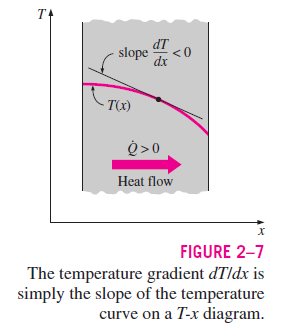 T
slope dT/dx < 0
T(x)
Q̇ > 0
Heat flow
x
FIGURE 2–7
The temperature gradient dT/dx is
simply the slope of the temperature
curve on a T-x diagram.